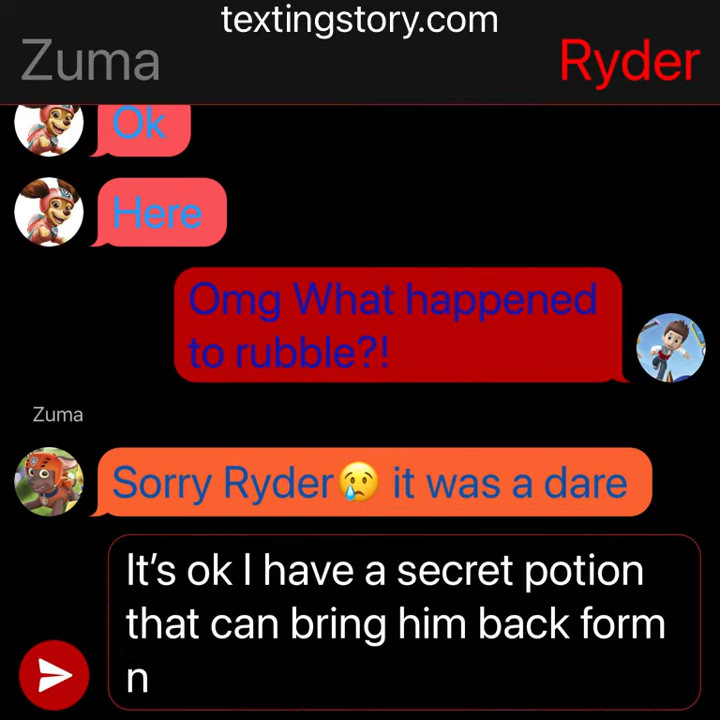 textingstory.com
Zuma
Ryder
Ok
Here
Omg What happened
to rubble?!
Zuma
Sorry Ryder😢 it was a dare
It's ok I have a secret potion
that can bring him back form
n